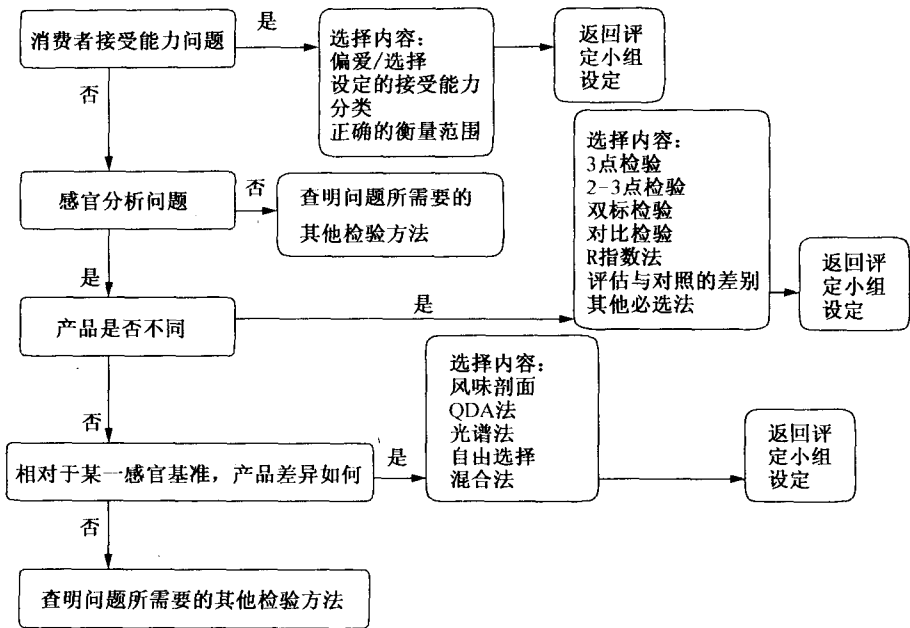 消费者接受能力问题
是
选择内容：
偏爱/选择
设定的接受能力
分类
正确的衡量范围
返回评
定小组
设定
否
感官分析问题
否
查明问题所需要的
其他检验方法
选择内容：
3点检验
2-3点检验
双标检验
对比检验
R指数法
评估与对照的差别
其他必选法
返回评
定小组
设定
是
产品是否不同
是
选择内容：
风味剖面
QDA法
光谱法
自由选择
混合法
返回评
定小组
设定
否
相对于某一感官基准，产品差异如何
是
否
查明问题所需要的其他检验方法